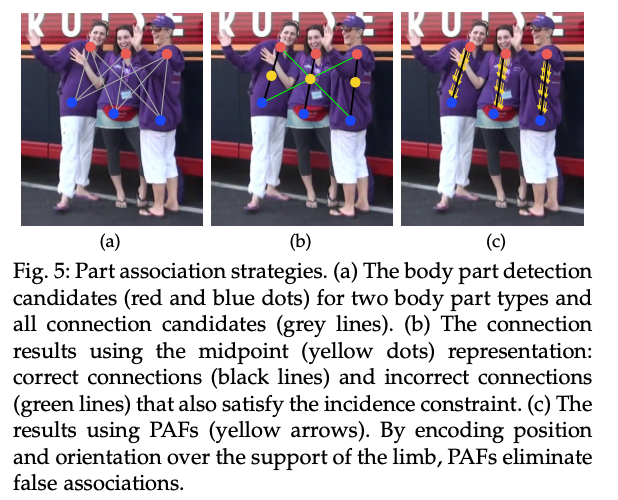 (a)
(b)
(c)
Fig. 5: Part association strategies. (a) The body part detection
candidates (red and blue dots) for two body part types and
all connection candidates (grey lines). (b) The connection
results using the midpoint (yellow dots) representation:
correct connections (black lines) and incorrect connections
(green lines) that also satisfy the incidence constraint. (c) The
results using PAFs (yellow arrows). By encoding position
and orientation over the support of the limb, PAFs eliminate
false associations.